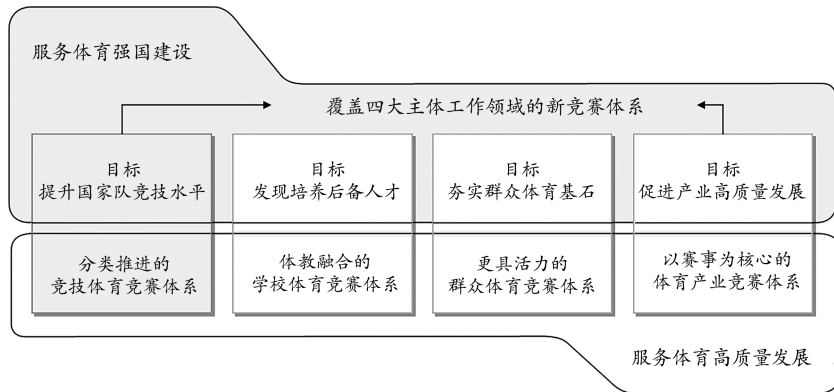 服务体育强国建设
覆盖四大主体工作领域的新竞赛体系
目标
提升国家队竞技水平
分类推进的
竞技体育竞赛体系
目标
发现培养后备人才
体教融合的
学校体育竞赛体系
目标
夯实群众体育基石
更具活力的
群众体育竞赛体系
目标
促进产业高质量发展
以赛事为核心的
体育产业竞赛体系
服务体育高质量发展